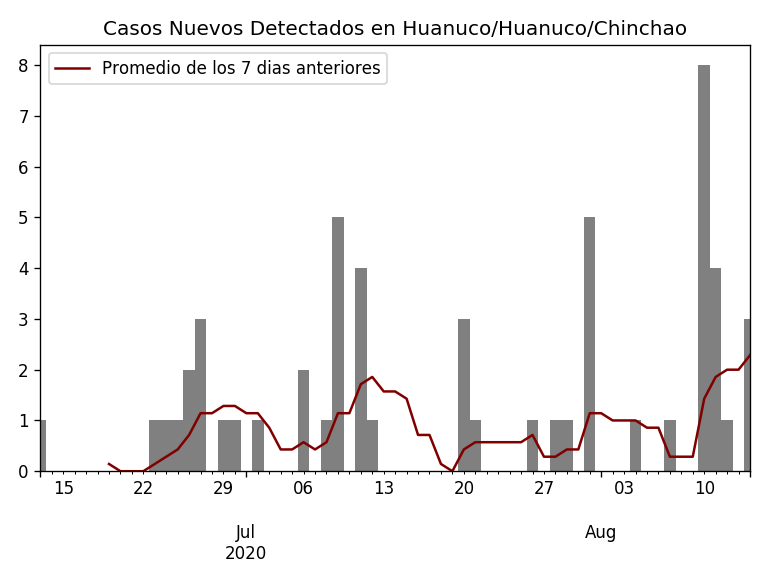 Casos Nuevos Detectados en Huanuco/Huanuco/Chinchao
Promedio de los 7 dias anteriores
8
7
6
5
4
3
2
1
0
15 22 29 06 13 20 27 03 10
Jul Aug
2020